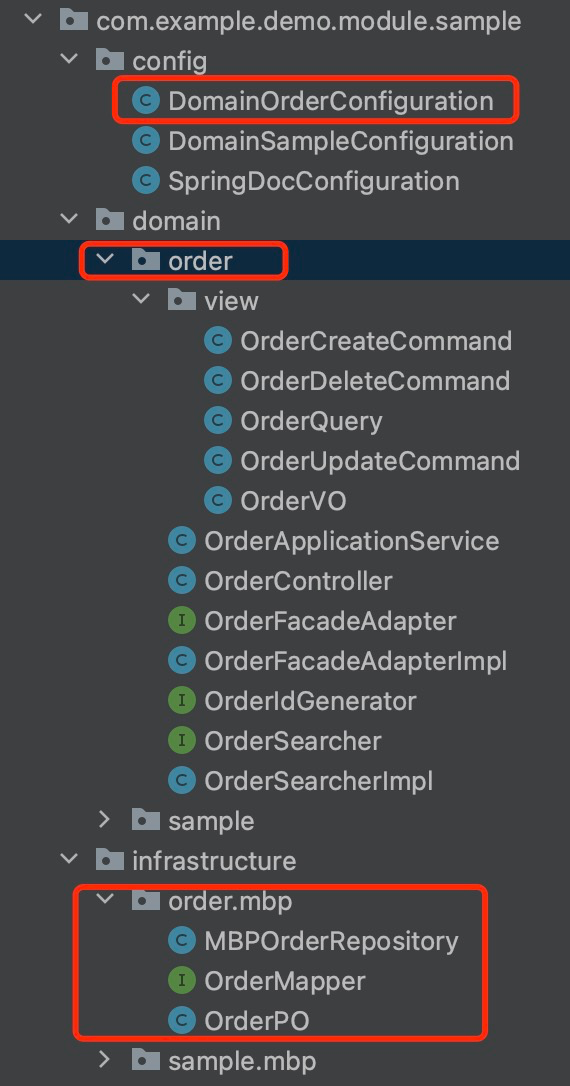 com.example.demo.module.sample
config
C DomainOrderConfiguration
C DomainSampleConfiguration
C SpringDocConfiguration
domain
order
view
C OrderCreateCommand
C OrderDeleteCommand
C OrderQuery
C OrderUpdateCommand
C OrderVO
C OrderApplicationService
C OrderController
I OrderFacadeAdapter
C OrderFacadeAdapterImpl
I OrderIdGenerator
I OrderSearcher
C OrderSearcherImpl
sample
infrastructure
order.mbp
C MBPOrderRepository
I OrderMapper
C OrderPO
sample.mbp